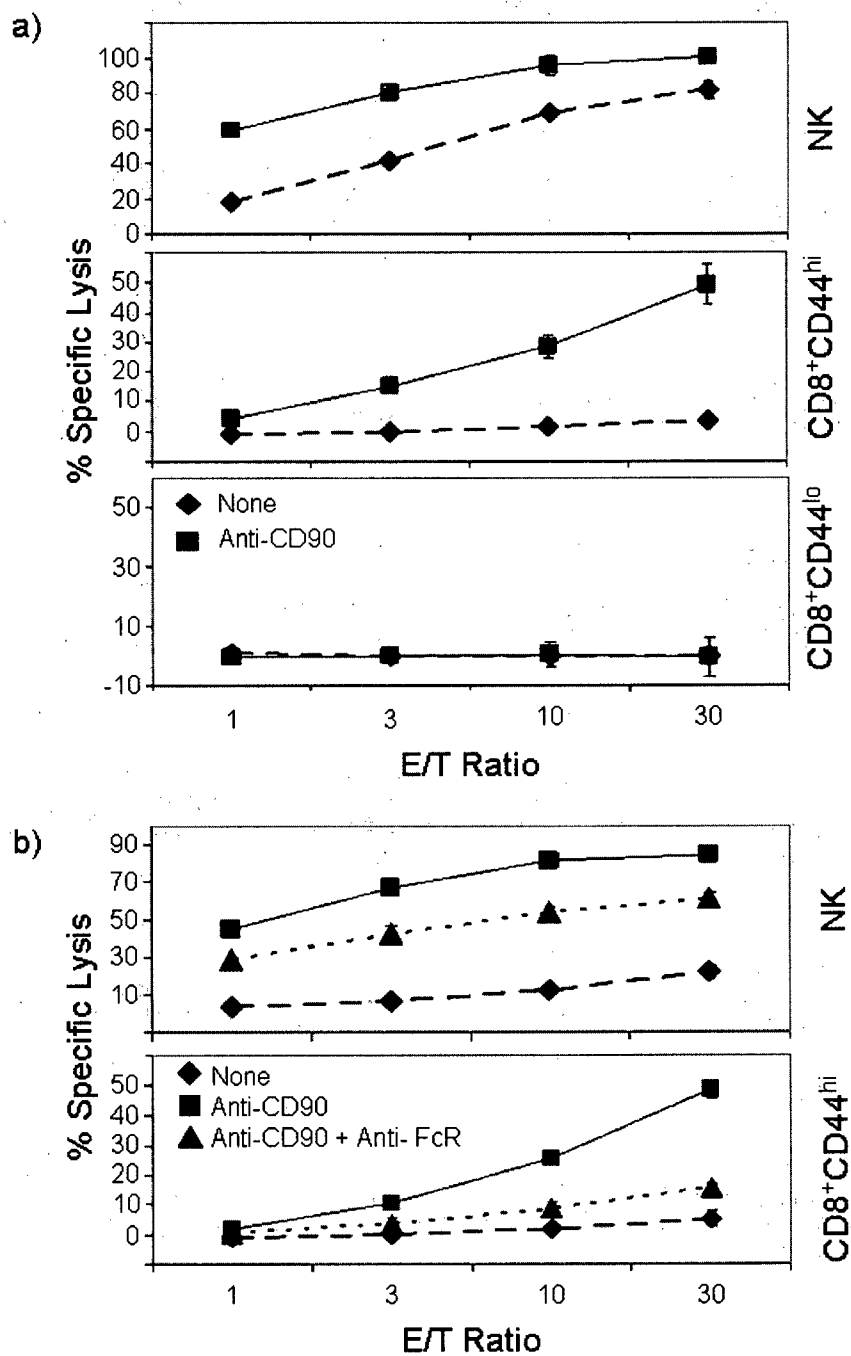 a)
100
80
60
40
20
0
NK
% Specific Lysis
50
40
30
20
10
0
CD8⁺CD44ʰⁱ
50
30
10
-10
None
Anti-CD90
CD8⁺CD44ˡᵒ
1 3 10 30
E/T Ratio
b)
90
70
50
30
10
NK
% Specific Lysis
50
40
30
20
10
0
None
Anti-CD90
Anti-CD90 + Anti- FcR
CD8⁺CD44ʰⁱ
1 3 10 30
E/T Ratio